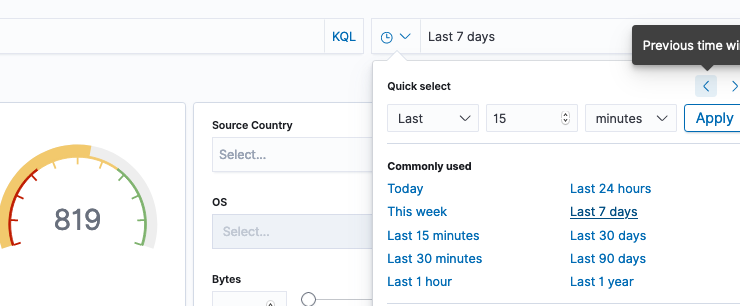 KQL
Last 7 days
Previous time wi
Quick select
Last
15
minutes
Apply
Source Country
Select...
819
OS
Select...
Bytes
Commonly used
Today
Last 24 hours
This week
Last 7 days
Last 15 minutes
Last 30 days
Last 30 minutes
Last 90 days
Last 1 hour
Last 1 year